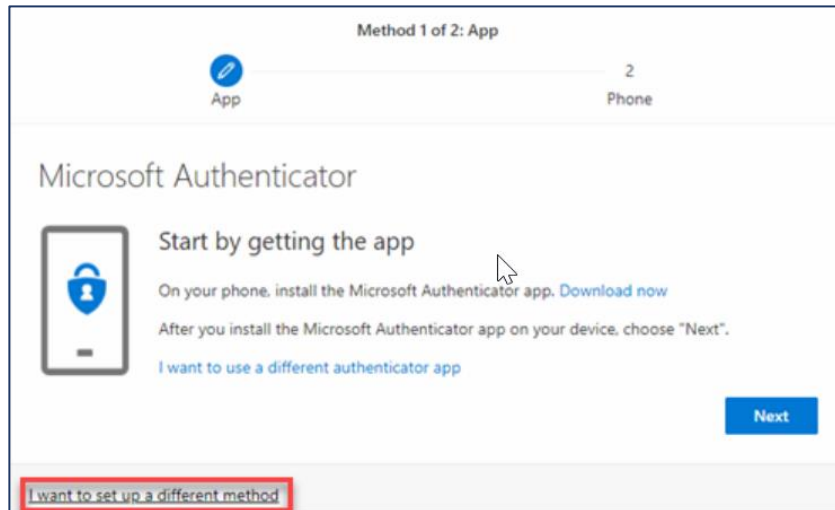 Method 1 of 2: App
2
App
Phone
Microsoft Authenticator
Start by getting the app
On your phone, install the Microsoft Authenticator app. Download now
After you install the Microsoft Authenticator app on your device, choose "Next".
I want to use a different authenticator app
Next
I want to set up a different method